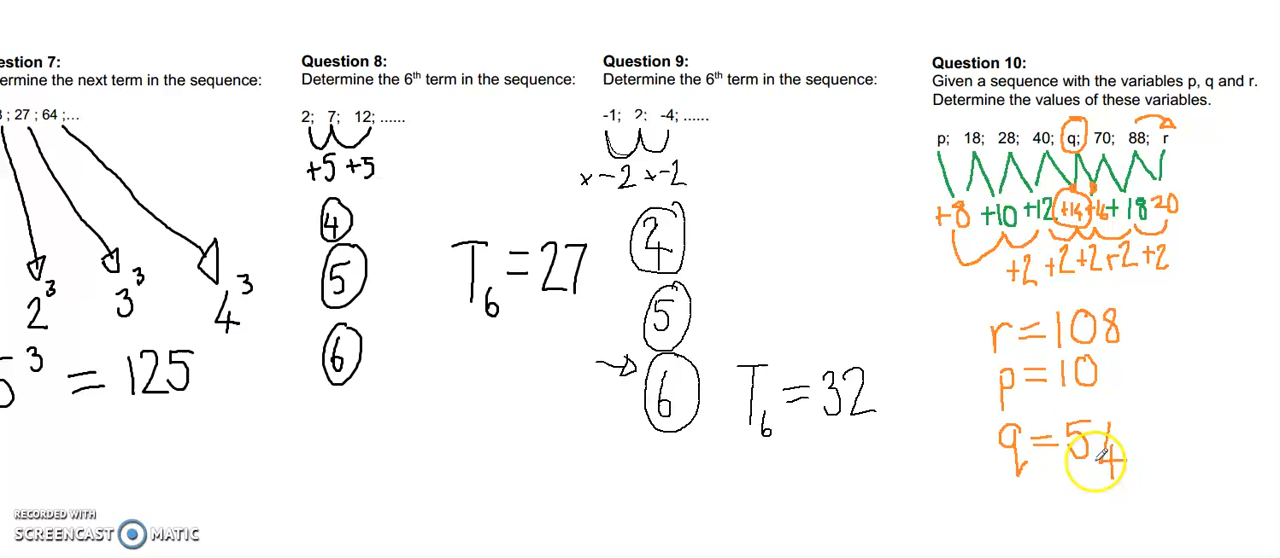 estion 7:
ermine the next term in the sequence:
; 27 ; 64 ;...
2³ 3³ 4³
5³ = 125
Question 8:
Determine the 6th term in the sequence:
2; 7; 12; ......
+5 +5
4
5
6
T₆ = 27
Question 9:
Determine the 6th term in the sequence:
-1; 2; -4; ......
×-2 ×-2
4
5
6
T₆ = 32
Question 10:
Given a sequence with the variables p, q and r.
Determine the values of these variables.
p; 18; 28; 40; q; 70; 88; r
+8 +10 +12 +14 +16 +18 20
+2 +2 +2 r2 +2
r = 108
p = 10
q = 54
RECORDED WITH
SCREENCAST MATIC